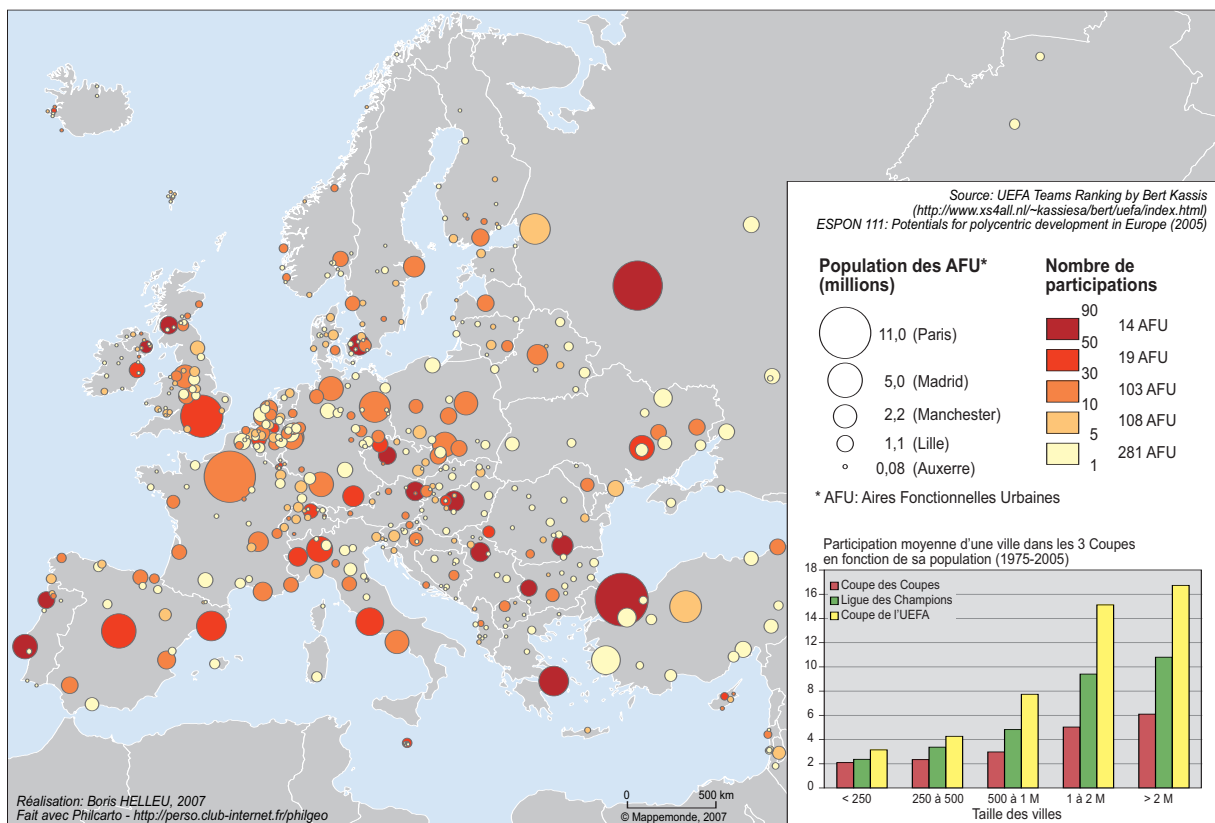 Source: UEFA Teams Ranking by Bert Kassis
(http://www.xs4all.nl/~kassiesa/bert/uefa/index.html)
ESPON 111: Potentials for polycentric development in Europe (2005)
Population des AFU*
(millions)
11,0 (Paris)
5,0 (Madrid)
2,2 (Manchester)
1,1 (Lille)
0,08 (Auxerre)
Nombre de
participations
90
14 AFU
50
19 AFU
30
103 AFU
10
108 AFU
5
281 AFU
1
* AFU: Aires Fonctionnelles Urbaines
Participation moyenne d'une ville dans les 3 Coupes
en fonction de sa population (1975-2005)
18
16
14
12
10
8
6
4
2
0
Coupe des Coupes
Ligue des Champions
Coupe de l'UEFA
< 250
250 à 500
500 à 1 M
1 à 2 M
> 2 M
Taille des villes
Réalisation: Boris HELLEU, 2007
Fait avec Philcarto - http://perso.club-internet.fr/philgeo
0 500 km
© Mappemonde, 2007